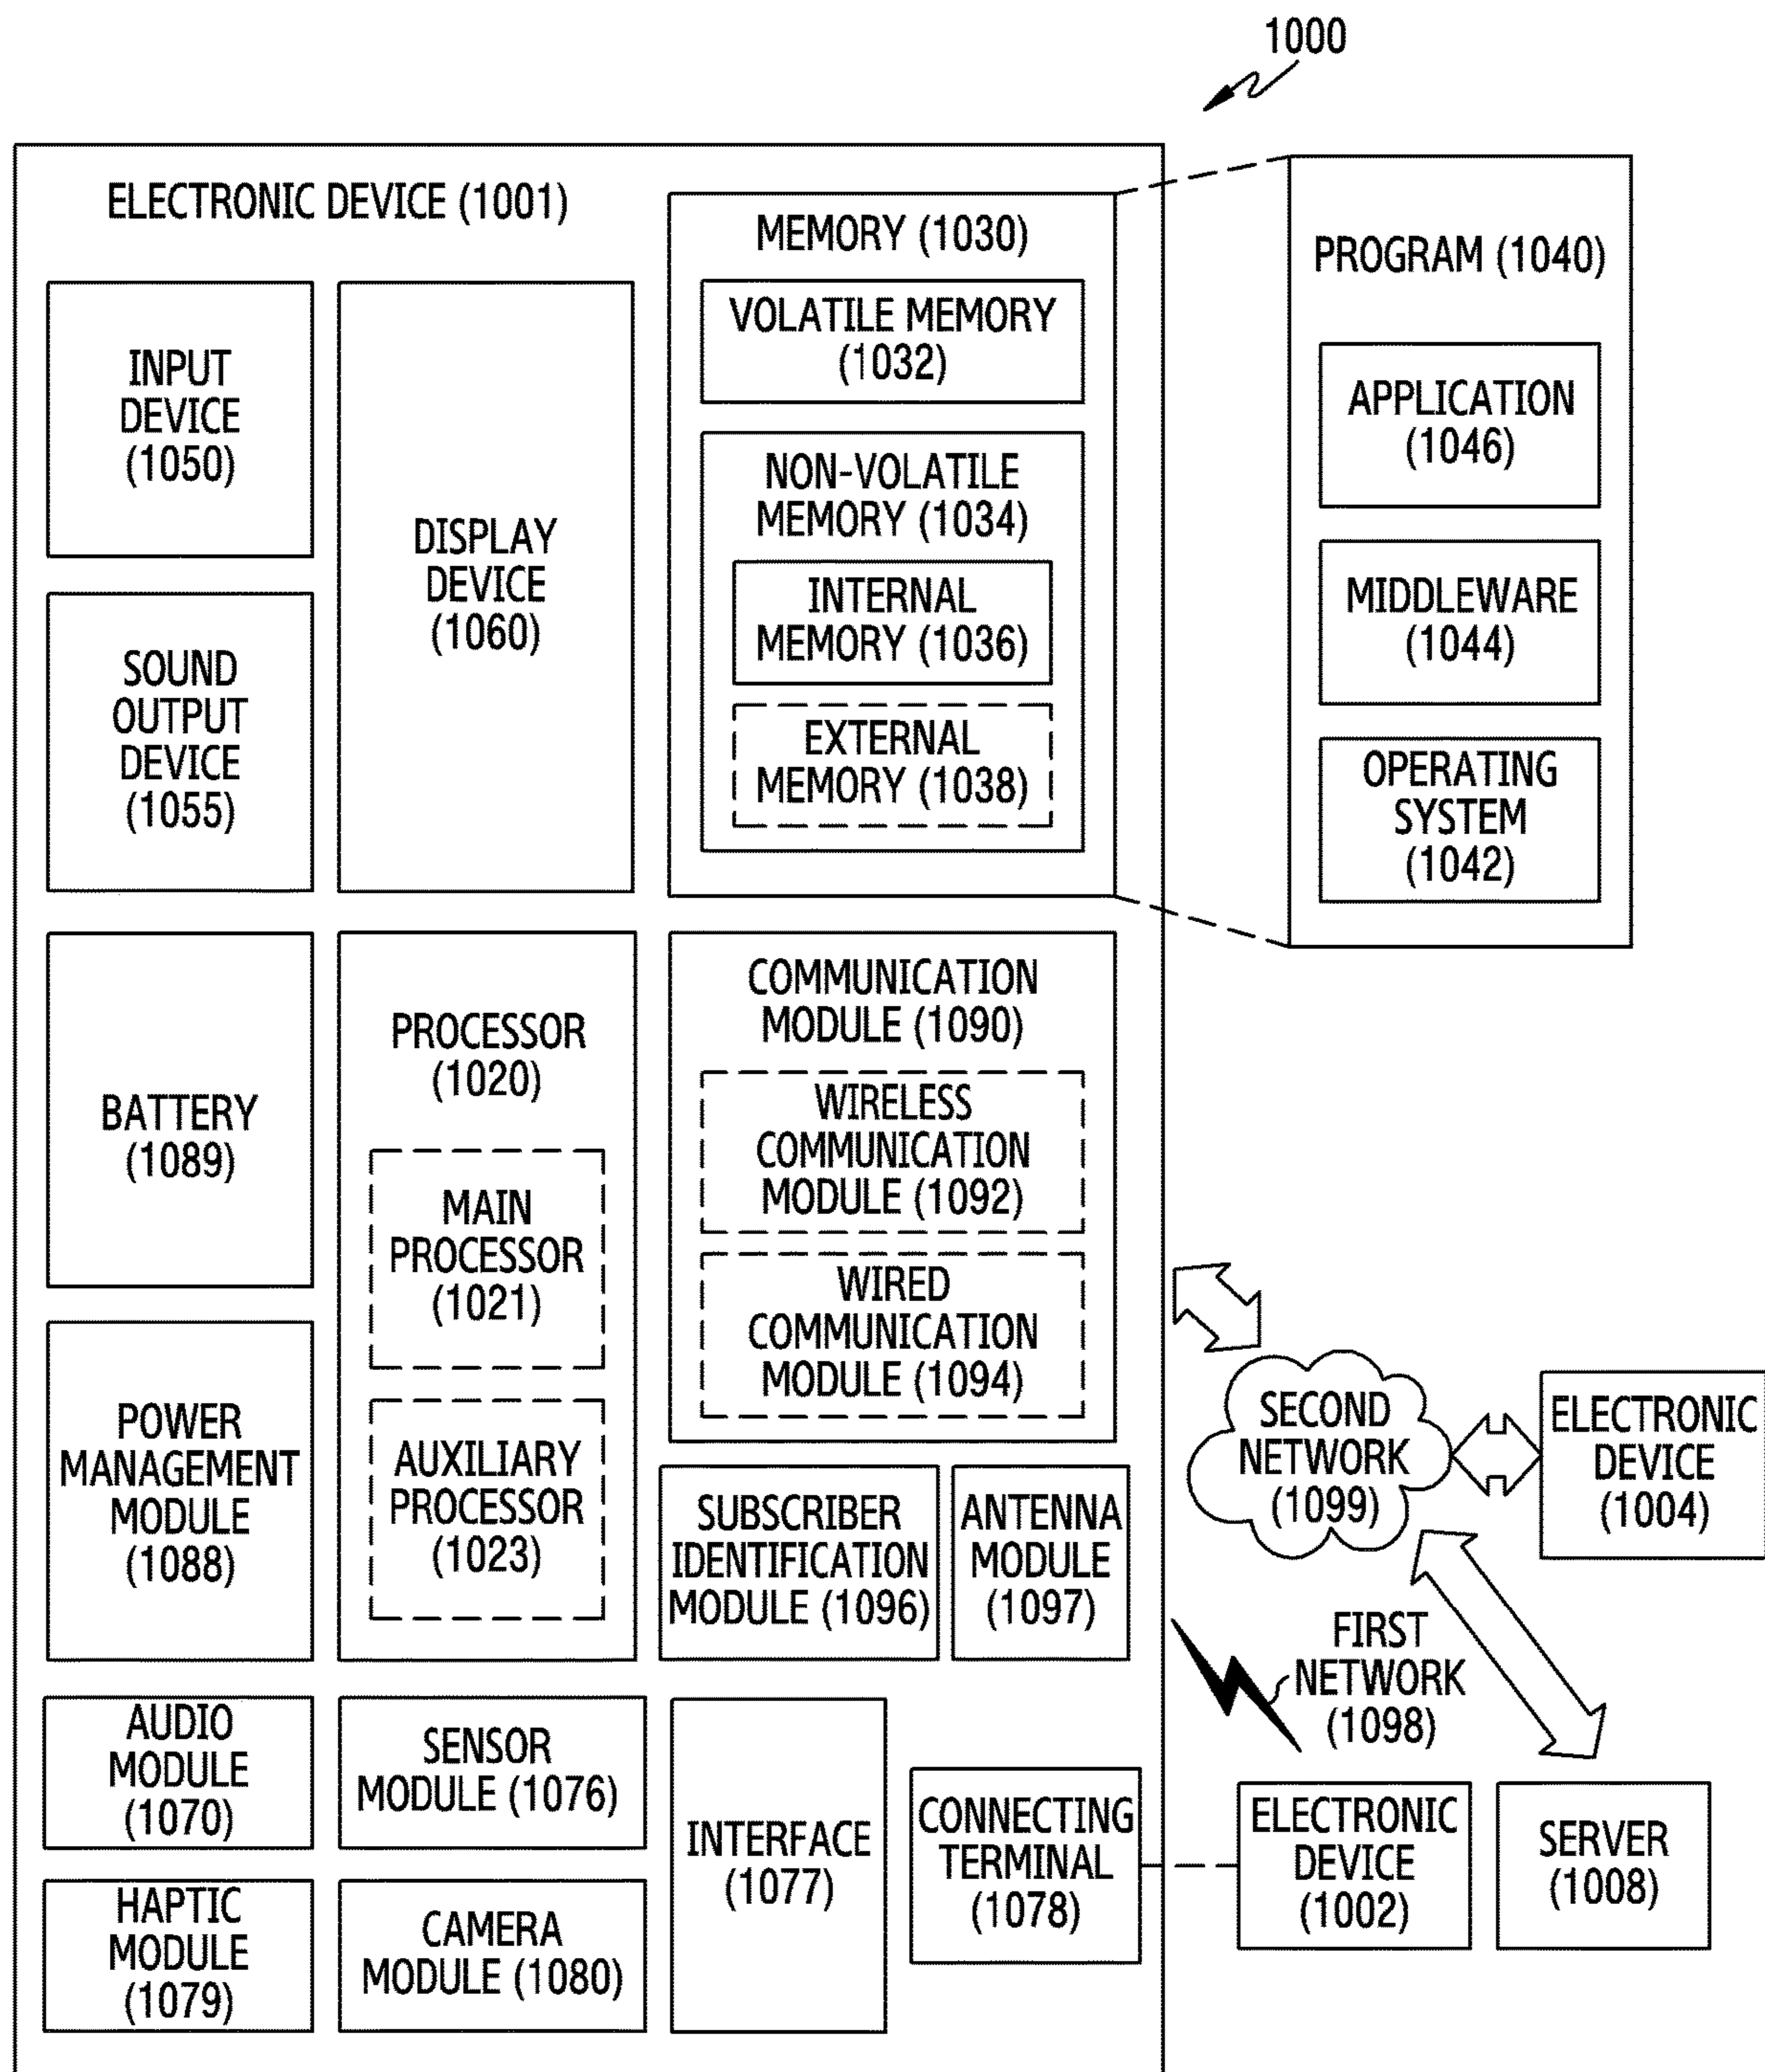 1000
ELECTRONIC DEVICE (1001)
INPUT
DEVICE
(1050)
SOUND
OUTPUT
DEVICE
(1055)
DISPLAY
DEVICE
(1060)
MEMORY (1030)
VOLATILE MEMORY
(1032)
NON-VOLATILE
MEMORY (1034)
INTERNAL
MEMORY (1036)
EXTERNAL
MEMORY (1038)
PROGRAM (1040)
APPLICATION
(1046)
MIDDLEWARE
(1044)
OPERATING
SYSTEM
(1042)
BATTERY
(1089)
POWER
MANAGEMENT
MODULE
(1088)
PROCESSOR
(1020)
MAIN
PROCESSOR
(1021)
AUXILIARY
PROCESSOR
(1023)
COMMUNICATION
MODULE (1090)
WIRELESS
COMMUNICATION
MODULE (1092)
WIRED
COMMUNICATION
MODULE (1094)
SUBSCRIBER
IDENTIFICATION
MODULE (1096)
ANTENNA
MODULE
(1097)
SECOND
NETWORK
(1099)
ELECTRONIC
DEVICE
(1004)
FIRST
NETWORK
(1098)
AUDIO
MODULE
(1070)
SENSOR
MODULE (1076)
HAPTIC
MODULE
(1079)
CAMERA
MODULE (1080)
INTERFACE
(1077)
CONNECTING
TERMINAL
(1078)
ELECTRONIC
DEVICE
(1002)
SERVER
(1008)